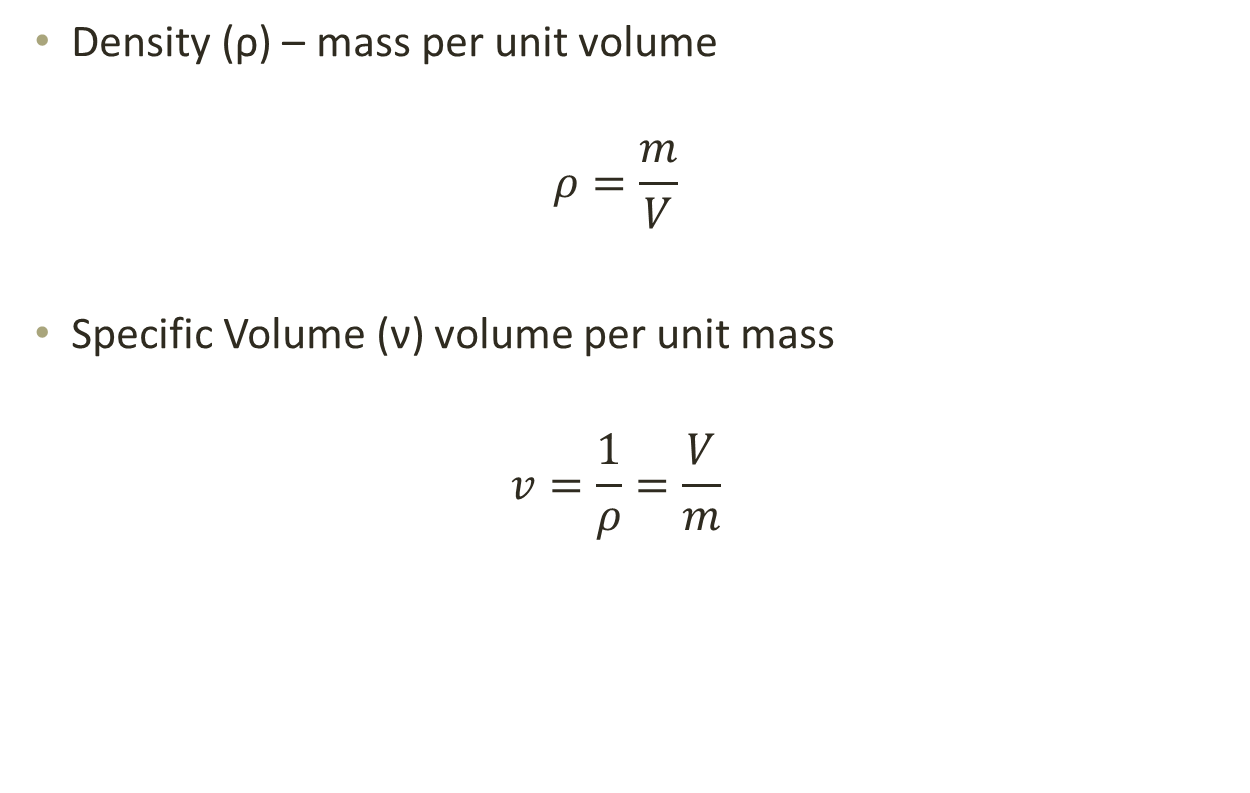 • Density (ρ) – mass per unit volume
ρ = m/V
• Specific Volume (ν) volume per unit mass
v = 1/ρ = V/m